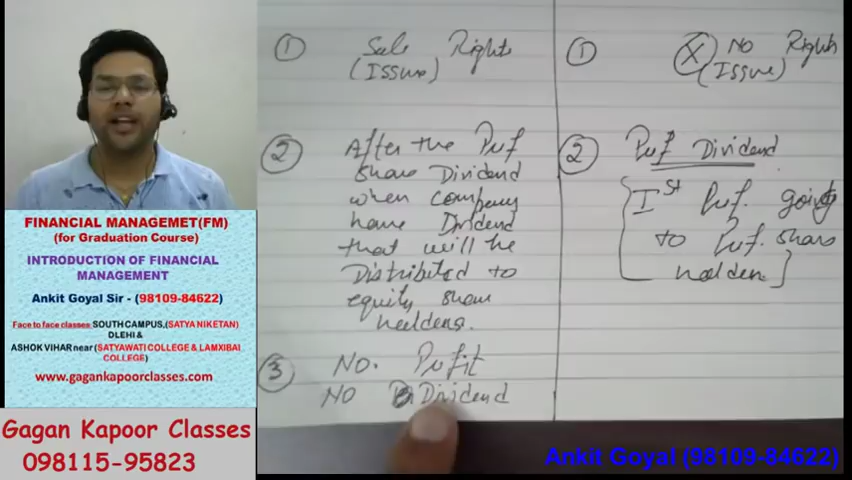 ① Sale Rights
(Issue)
② After the Pref
share Dividend
when company
have Dividend
that will be
Distributed to
equity share
holders.
③ No. Profit
NO Dividend
① NO Rights
(Issue)
② Pref Dividend
Ist Pref. going
to Pref. share
holder.
FINANCIAL MANAGEMET(FM)
(for Graduation Course)
INTRODUCTION OF FINANCIAL
MANAGEMENT
Ankit Goyal Sir - (98109-84622)
Face to face classes: SOUTH CAMPUS,(SATYA NIKETAN)
DLEHI &
ASHOK VIHAR near (SATYAWATI COLLEGE & LAMXIBAI
COLLEGE)
www.gagankapoorclasses.com
Gagan Kapoor Classes
098115-95823
Ankit Goyal (98109-84622)